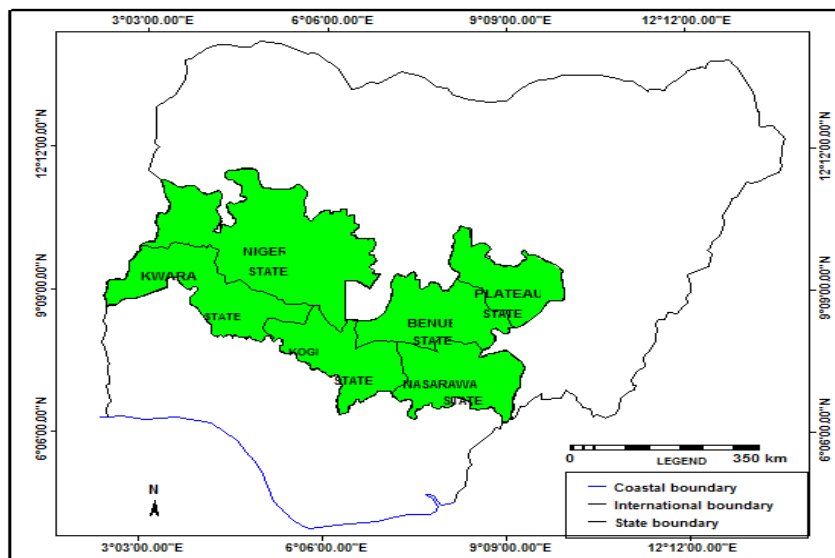 3°03'00.00"E 6°06'00.00"E 9°09'00.00"E 12°12'00.00"E
12°12'00.00"N
12°12'00.00"N
9°09'00.00"N
9°09'00.00"N
6°06'00.00"N
6°06'00.00"N
NIGER
STATE
KWARA
STATE
PLATEAU
STATE
BENUE
STATE
KOGI
STATE
NASARAWA
STATE
0 350 km
LEGEND
Coastal boundary
International boundary
State boundary
N
3°03'00.00"E 6°06'00.00"E 9°09'00.00"E 12°12'00.00"E